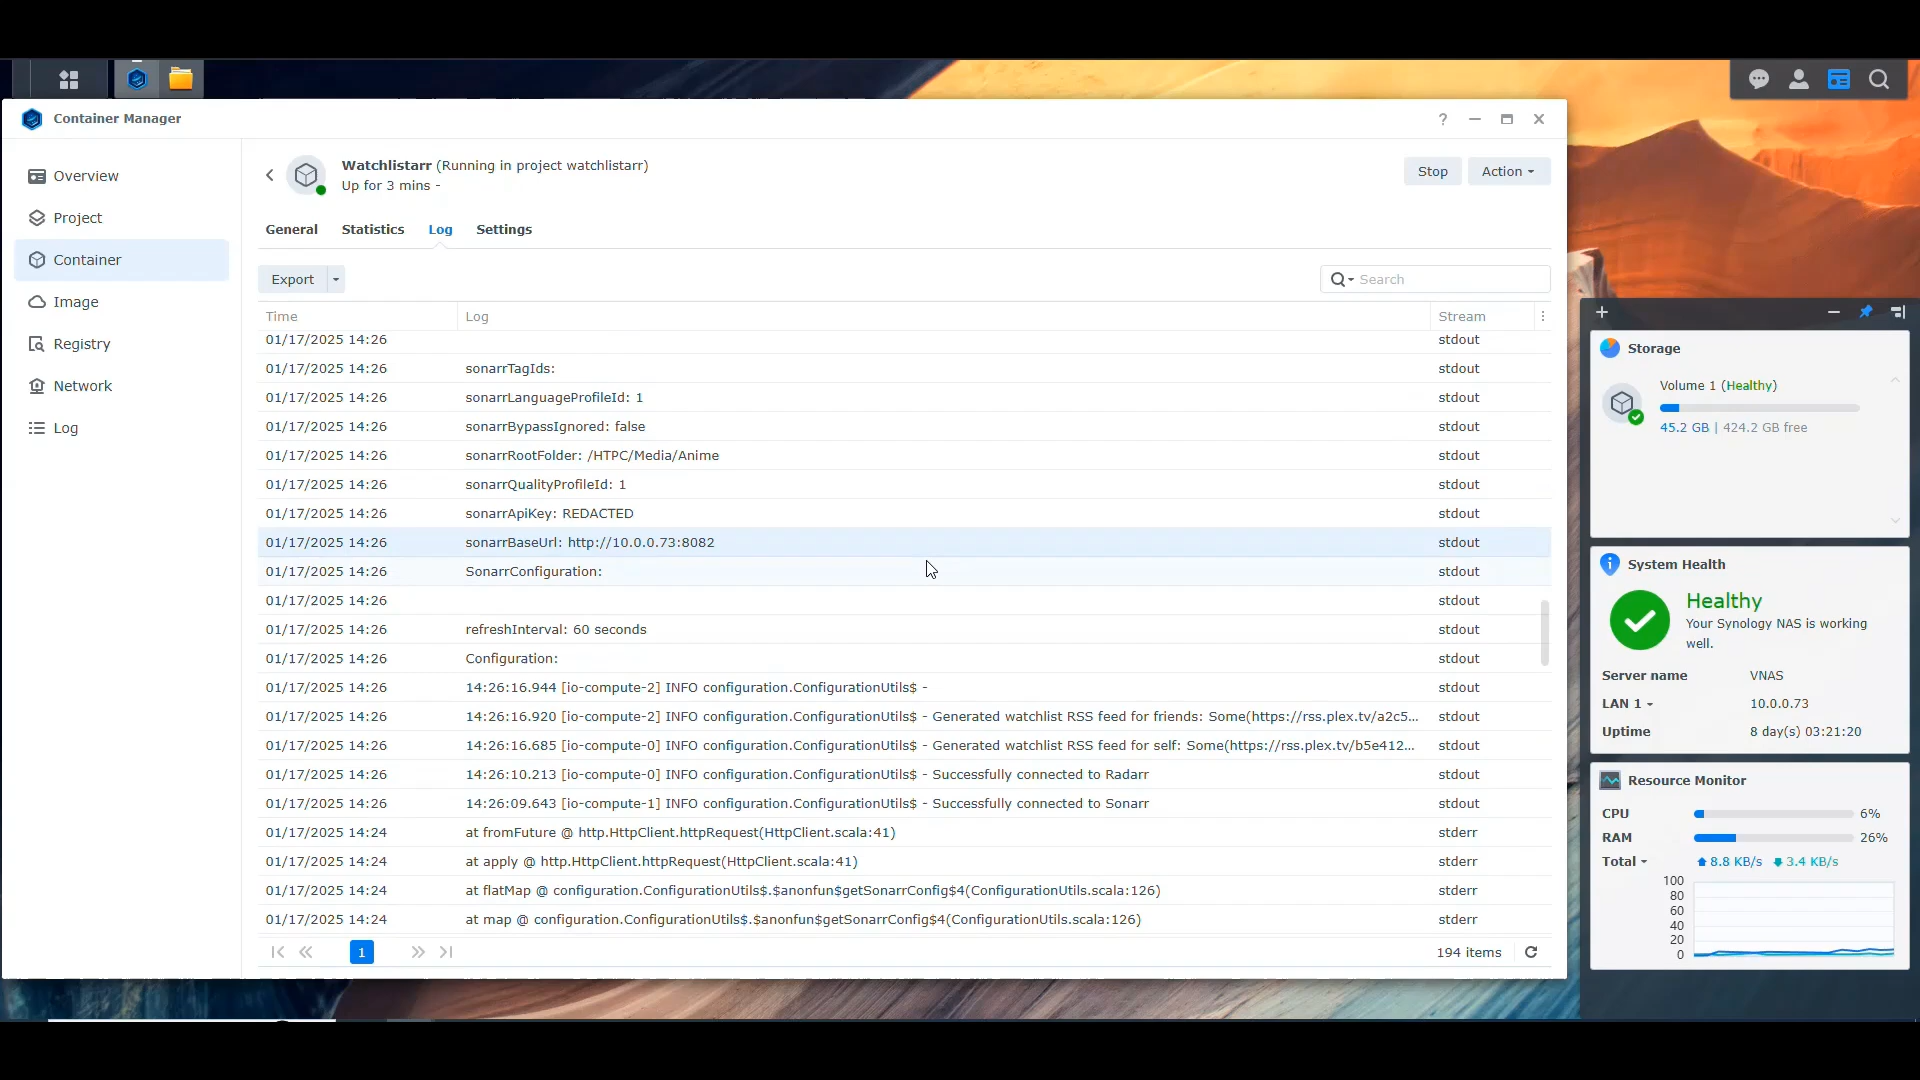 Container Manager
?
Overview
Project
Container
Image
Registry
Network
Log
Watchlistarr (Running in project watchlistarr)
Up for 3 mins -
Stop
Action
General Statistics Log Settings
Export
Search
Time Log Stream
01/17/2025 14:26 stdout
01/17/2025 14:26 sonarrTagIds: stdout
01/17/2025 14:26 sonarrLanguageProfileId: 1 stdout
01/17/2025 14:26 sonarrBypassIgnored: false stdout
01/17/2025 14:26 sonarrRootFolder: /HTPC/Media/Anime stdout
01/17/2025 14:26 sonarrQualityProfileId: 1 stdout
01/17/2025 14:26 sonarrApiKey: REDACTED stdout
01/17/2025 14:26 sonarrBaseUrl: http://10.0.0.73:8082 stdout
01/17/2025 14:26 SonarrConfiguration: stdout
01/17/2025 14:26 stdout
01/17/2025 14:26 refreshInterval: 60 seconds stdout
01/17/2025 14:26 Configuration: stdout
01/17/2025 14:26 14:26:16.944 [io-compute-2] INFO configuration.ConfigurationUtils$ - stdout
01/17/2025 14:26 14:26:16.920 [io-compute-2] INFO configuration.ConfigurationUtils$ - Generated watchlist RSS feed for friends: Some(https://rss.plex.tv/a2c5... stdout
01/17/2025 14:26 14:26:16.685 [io-compute-0] INFO configuration.ConfigurationUtils$ - Generated watchlist RSS feed for self: Some(https://rss.plex.tv/b5e412... stdout
01/17/2025 14:26 14:26:10.213 [io-compute-0] INFO configuration.ConfigurationUtils$ - Successfully connected to Radarr stdout
01/17/2025 14:26 14:26:09.643 [io-compute-1] INFO configuration.ConfigurationUtils$ - Successfully connected to Sonarr stdout
01/17/2025 14:24 at fromFuture @ http.HttpClient.httpRequest(HttpClient.scala:41) stderr
01/17/2025 14:24 at apply @ http.HttpClient.httpRequest(HttpClient.scala:41) stderr
01/17/2025 14:24 at flatMap @ configuration.ConfigurationUtils$.$anonfun$getSonarrConfig$4(ConfigurationUtils.scala:126) stderr
01/17/2025 14:24 at map @ configuration.ConfigurationUtils$.$anonfun$getSonarrConfig$4(ConfigurationUtils.scala:126) stderr
1
194 items
Storage
Volume 1 (Healthy)
45.2 GB | 424.2 GB free
System Health
Healthy
Your Synology NAS is working
well.
Server name VNAS
LAN 1 10.0.0.73
Uptime 8 day(s) 03:21:20
Resource Monitor
CPU 6%
RAM 26%
Total 8.8 KB/s 3.4 KB/s
100
80
60
40
20
0